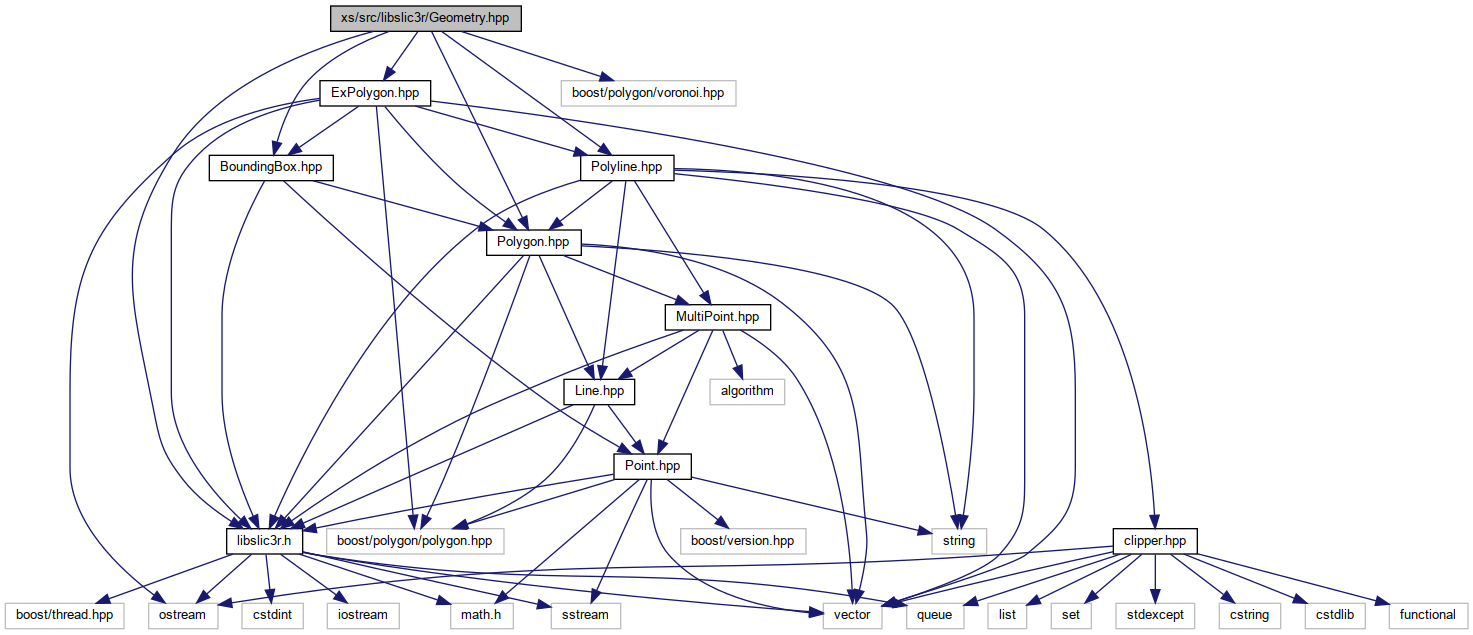 xs/src/libslic3r/Geometry.hpp
ExPolygon.hpp
boost/polygon/voronoi.hpp
BoundingBox.hpp
Polyline.hpp
Polygon.hpp
MultiPoint.hpp
Line.hpp
algorithm
Point.hpp
libslic3r.h
boost/polygon/polygon.hpp
boost/version.hpp
string
clipper.hpp
boost/thread.hpp
ostream
cstdint
iostream
math.h
sstream
vector
queue
list
set
stdexcept
cstring
cstdlib
functional